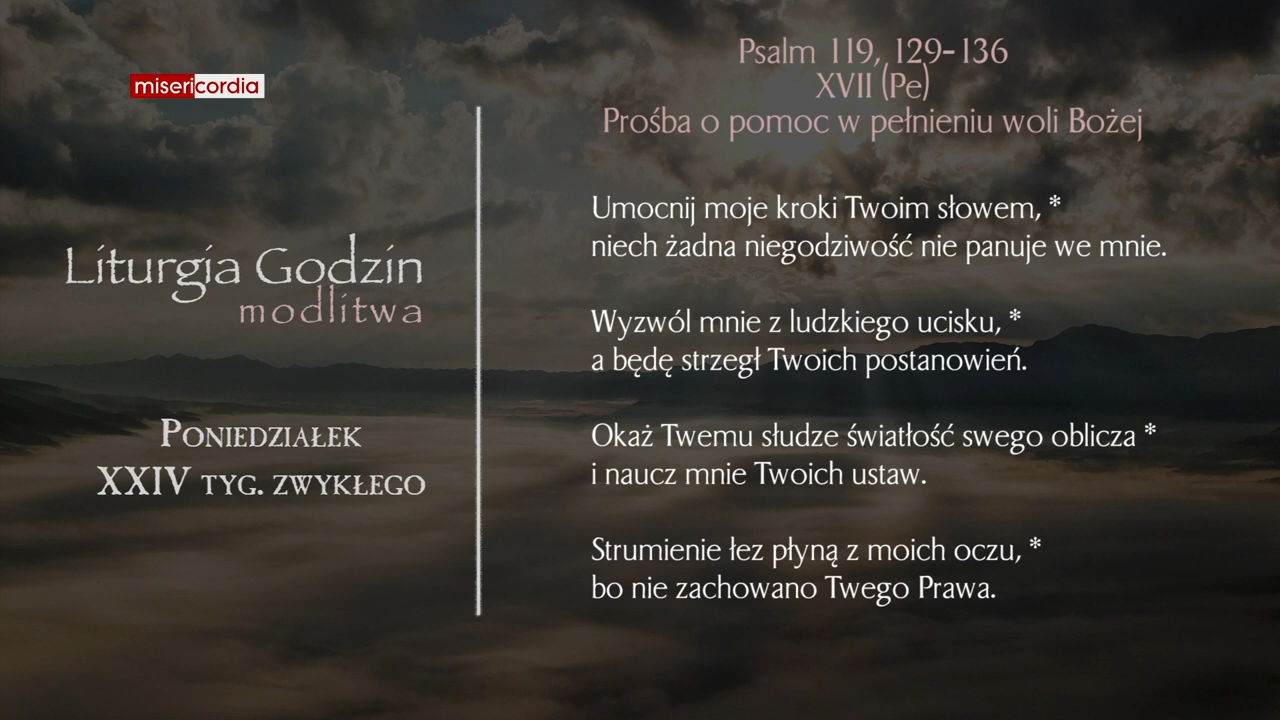 misericordia
Liturgia Godzin
modlitwa
Poniedziałek
XXIV tyg. zwykłego
Psalm 119, 129-136
XVII (Pe)
Prośba o pomoc w pełnieniu woli Bożej
Umocnij moje kroki Twoim słowem, *
niech żadna niegodziwość nie panuje we mnie.
Wyzwól mnie z ludzkiego ucisku, *
a będę strzegł Twoich postanowień.
Okaż Twemu słudze światłość swego oblicza *
i naucz mnie Twoich ustaw.
Strumienie łez płyną z moich oczu, *
bo nie zachowano Twego Prawa.